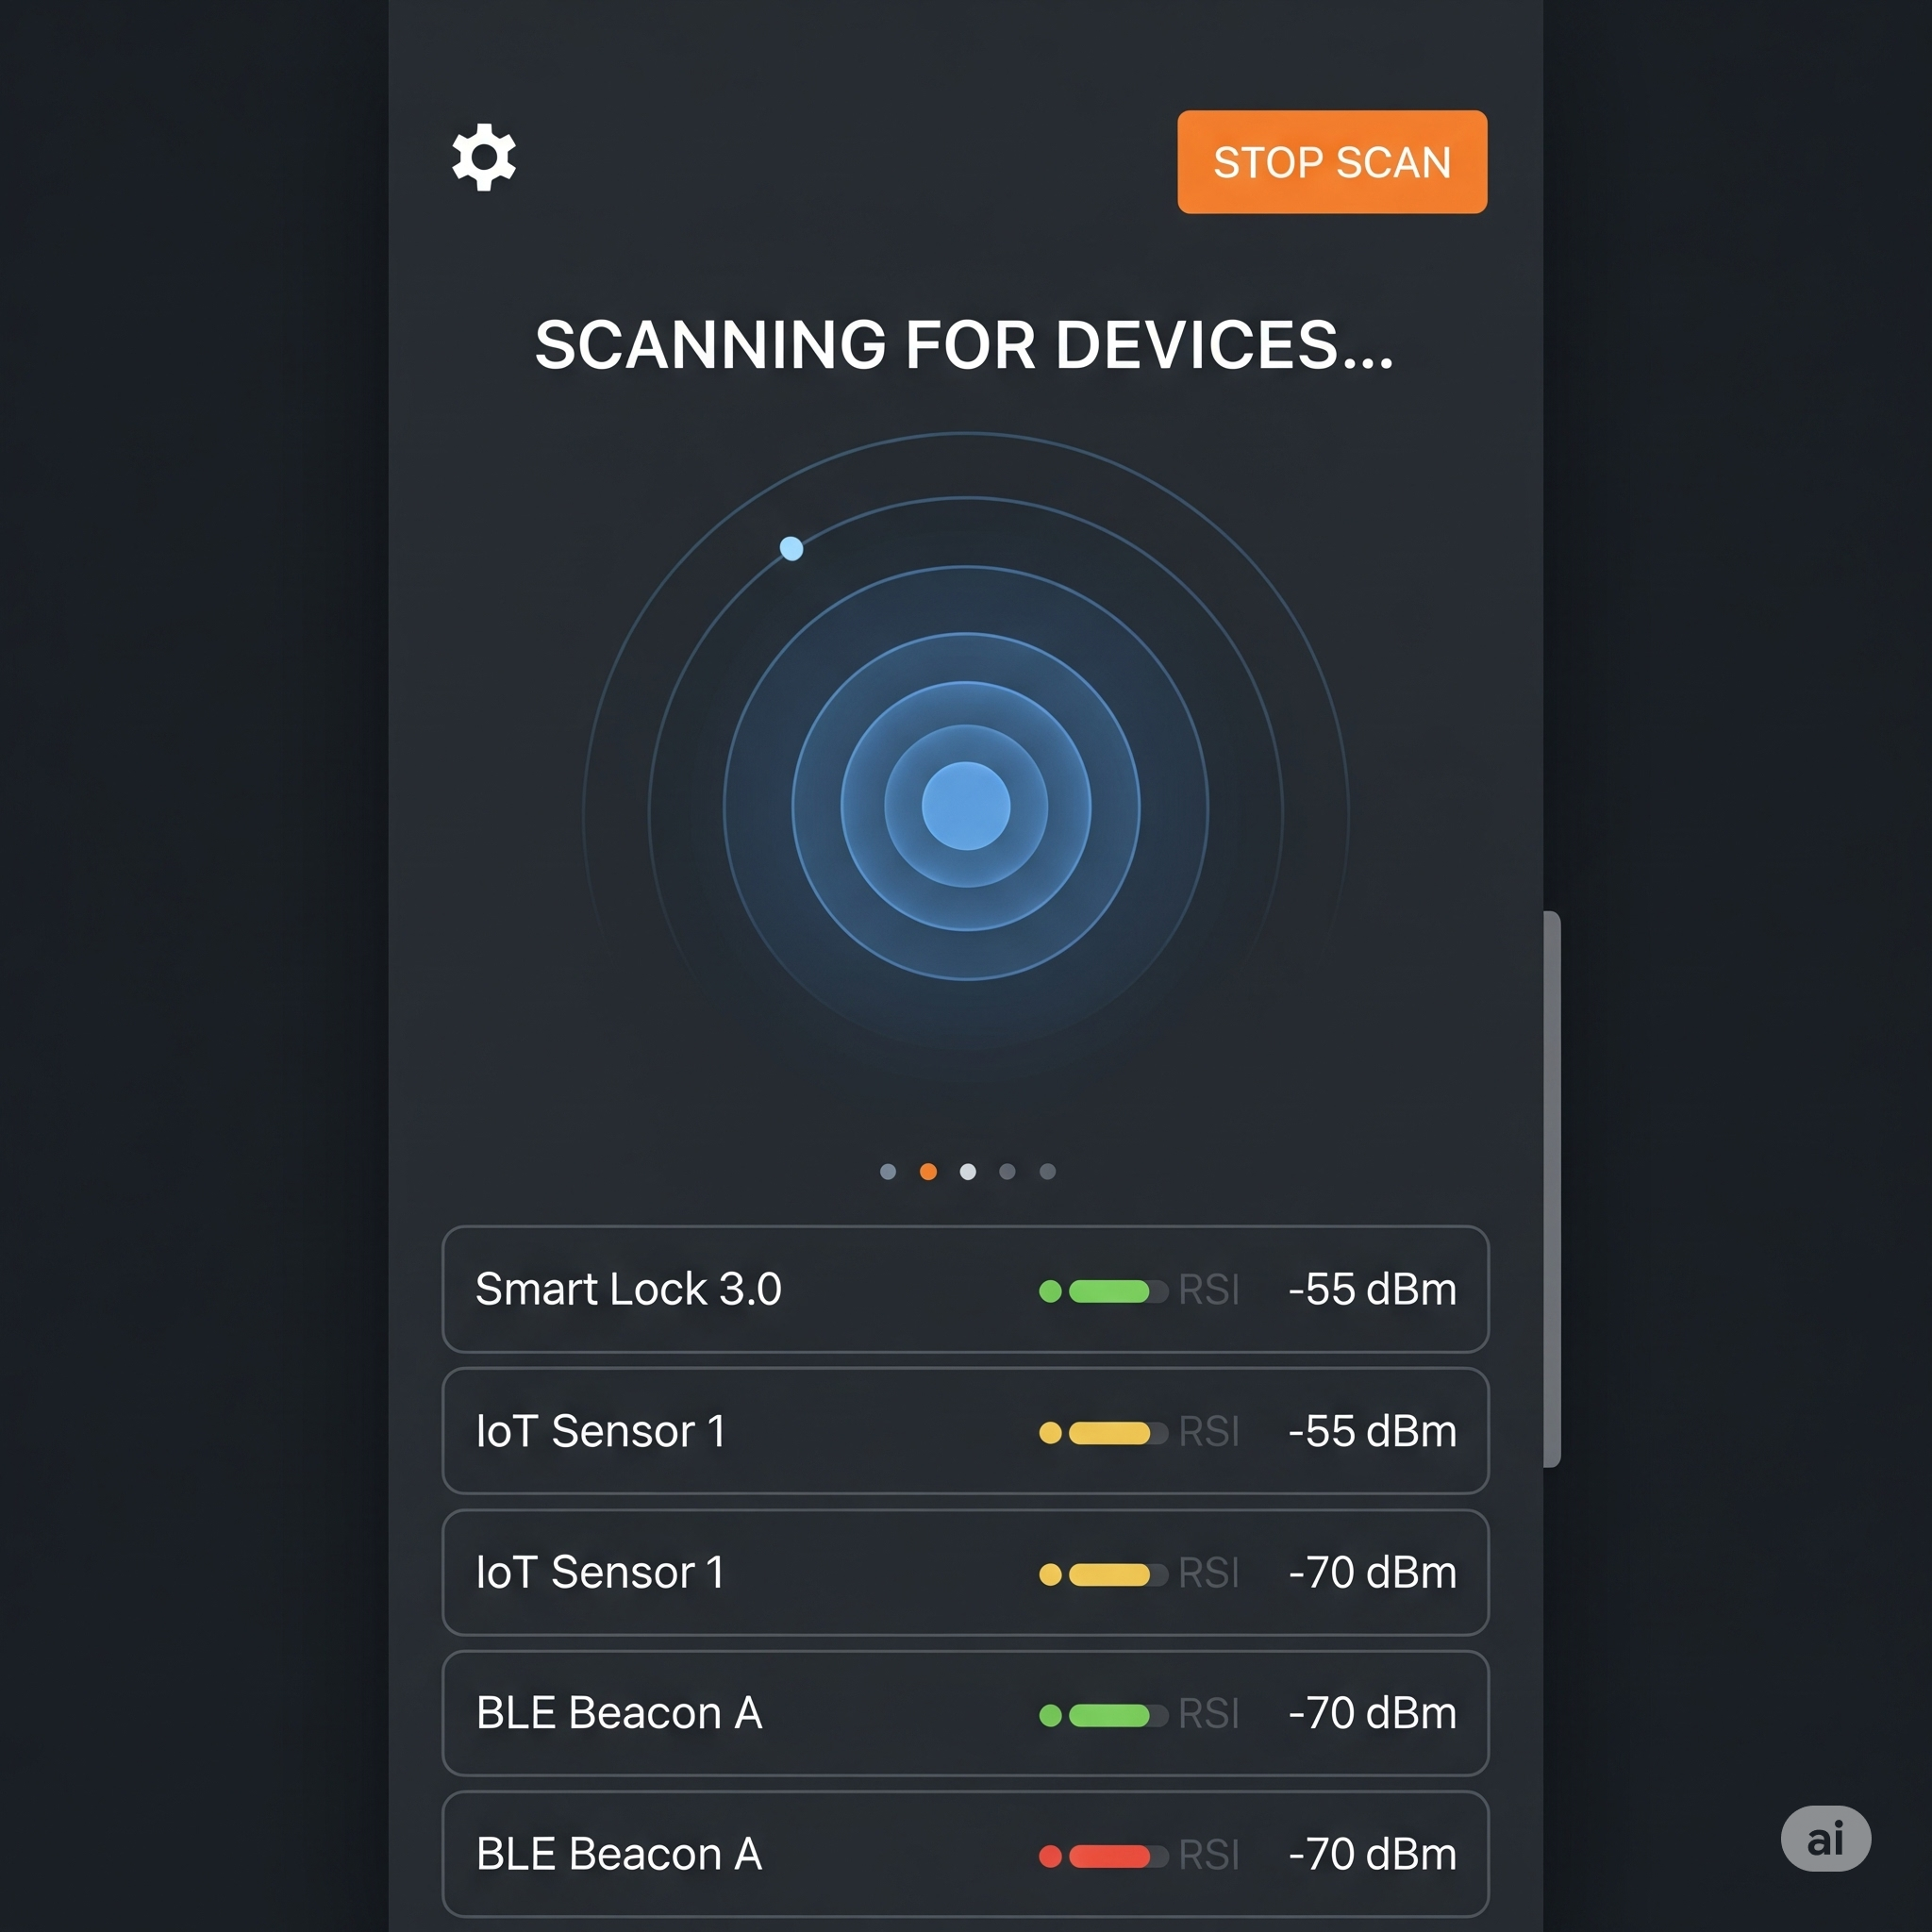 STOP SCAN
SCANNING FOR DEVICES...
Smart Lock 3.0 RSI -55 dBm
IoT Sensor 1 RSI -55 dBm
IoT Sensor 1 RSI -70 dBm
BLE Beacon A RSI -70 dBm
BLE Beacon A RSI -70 dBm
ai